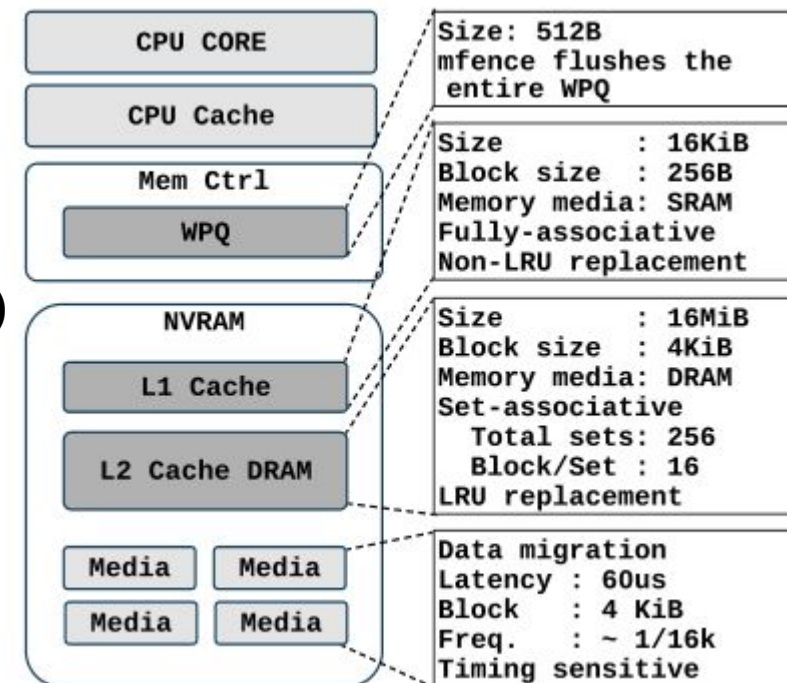 CPU CORE
CPU Cache
Mem Ctrl
WPQ
NVRAM
L1 Cache
L2 Cache DRAM
Media Media
Media Media
Size: 512B
mfence flushes the
entire WPQ
Size : 16KiB
Block size : 256B
Memory media: SRAM
Fully-associative
Non-LRU replacement
Size : 16MiB
Block size : 4KiB
Memory media: DRAM
Set-associative
Total sets: 256
Block/Set : 16
LRU replacement
Data migration
Latency : 60us
Block : 4 KiB
Freq. : ~ 1/16k
Timing sensitive
)